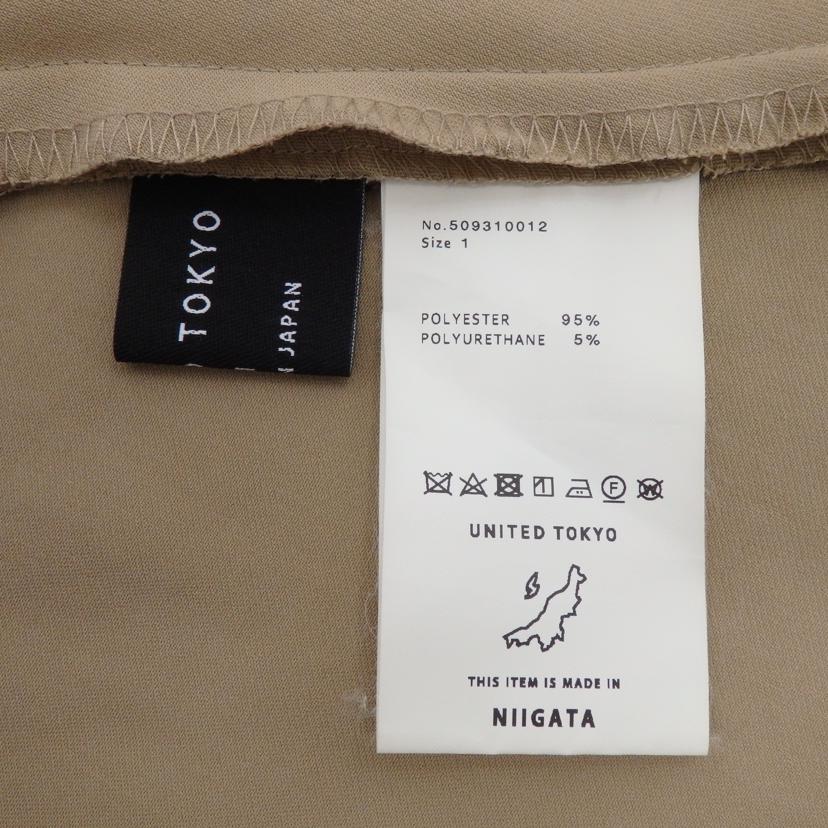 TOKYO
JAPAN
No.509310012
Size 1
POLYESTER 95%
POLYURETHANE 5%
F W
UNITED TOKYO
THIS ITEM IS MADE IN
NIIGATA